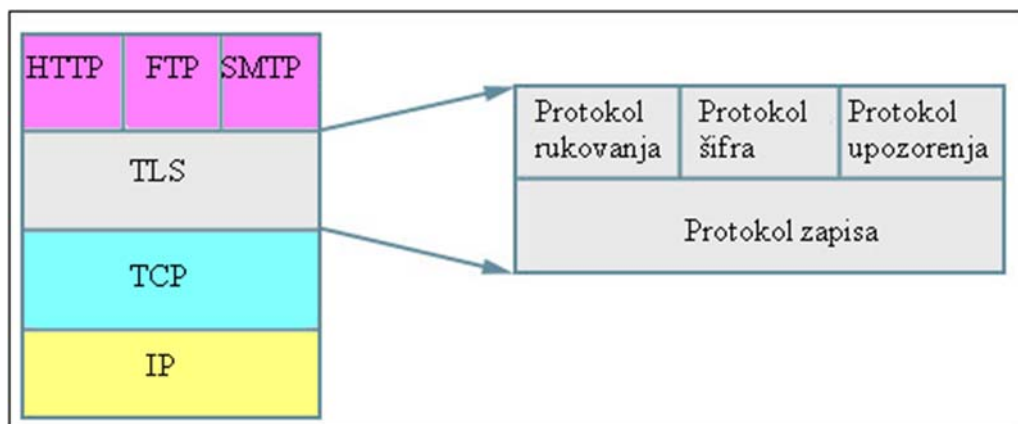 HTTP FTP SMTP
TLS
TCP
IP
Protokol
rukovanja
Protokol
šifra
Protokol
upozorenja
Protokol zapisa